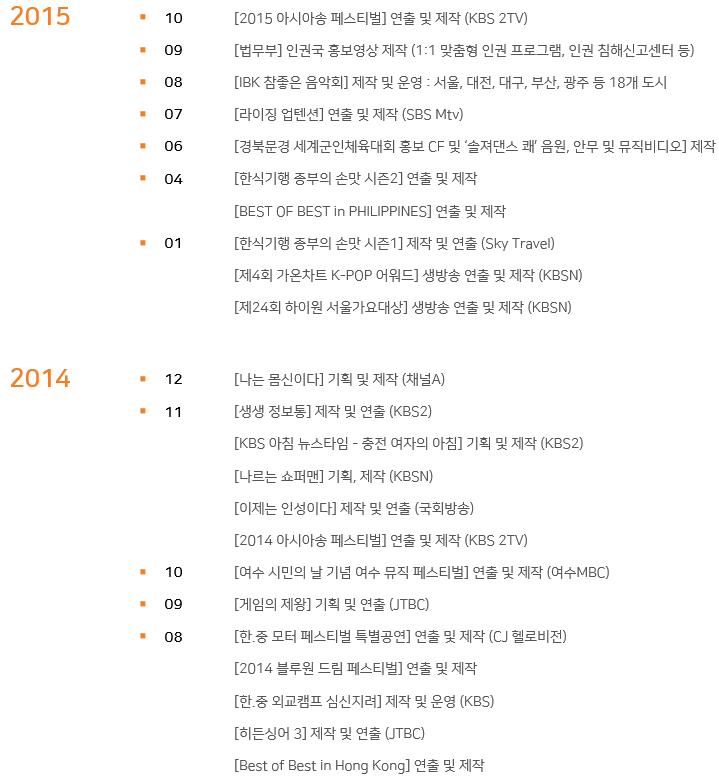 2015 10 [2015 아시아송 페스티벌] 연출 및 제작 (KBS 2TV)
09 [법무부] 인권국 홍보영상 제작 (1:1 맞춤형 인권 프로그램, 인권 침해신고센터 등)
08 [IBK 참좋은 음악회] 제작 및 운영 : 서울, 대전, 대구, 부산, 광주 등 18개 도시
07 [라이징 업텐션] 연출 및 제작 (SBS Mtv)
06 [경북문경 세계군인체육대회 홍보 CF 및 ‘솔져댄스 쾌’ 음원, 안무 및 뮤직비디오] 제작
04 [한식기행 종부의 손맛 시즌2] 연출 및 제작
[BEST OF BEST in PHILIPPINES] 연출 및 제작
01 [한식기행 종부의 손맛 시즌1] 제작 및 연출 (Sky Travel)
[제4회 가온차트 K-POP 어워드] 생방송 연출 및 제작 (KBSN)
[제24회 하이원 서울가요대상] 생방송 연출 및 제작 (KBSN)
2014 12 [나는 몸신이다] 기획 및 제작 (채널A)
11 [생생 정보통] 제작 및 연출 (KBS2)
[KBS 아침 뉴스타임 - 충전 여자의 아침] 기획 및 제작 (KBS2)
[나르는 쇼퍼맨] 기획, 제작 (KBSN)
[이제는 인성이다] 제작 및 연출 (국회방송)
[2014 아시아송 페스티벌] 연출 및 제작 (KBS 2TV)
10 [여수 시민의 날 기념 여수 뮤직 페스티벌] 연출 및 제작 (여수MBC)
09 [게임의 제왕] 기획 및 연출 (JTBC)
08 [한.중 모터 페스티벌 특별공연] 연출 및 제작 (CJ 헬로비전)
[2014 블루원 드림 페스티벌] 연출 및 제작
[한.중 외교캠프 심신지려] 제작 및 운영 (KBS)
[히든싱어 3] 제작 및 연출 (JTBC)
[Best of Best in Hong Kong] 연출 및 제작